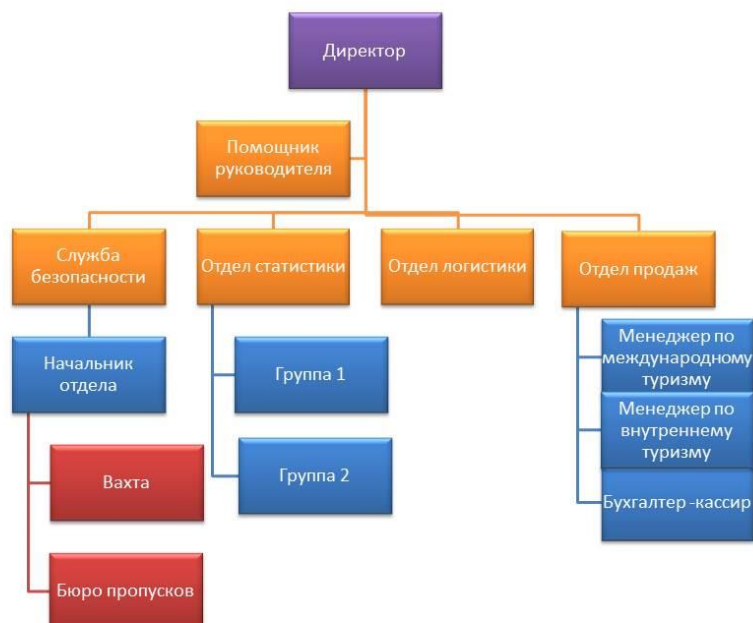 Директор
Помощник
руководителя
Служба
безопасности
Отдел статистики
Отдел логистики
Отдел продаж
Начальник
отдела
Группа 1
Менеджер по
международному
туризму
Менеджер по
внутреннему
туризму
Вахта
Группа 2
Бухгалтер -кассир
Бюро пропусков